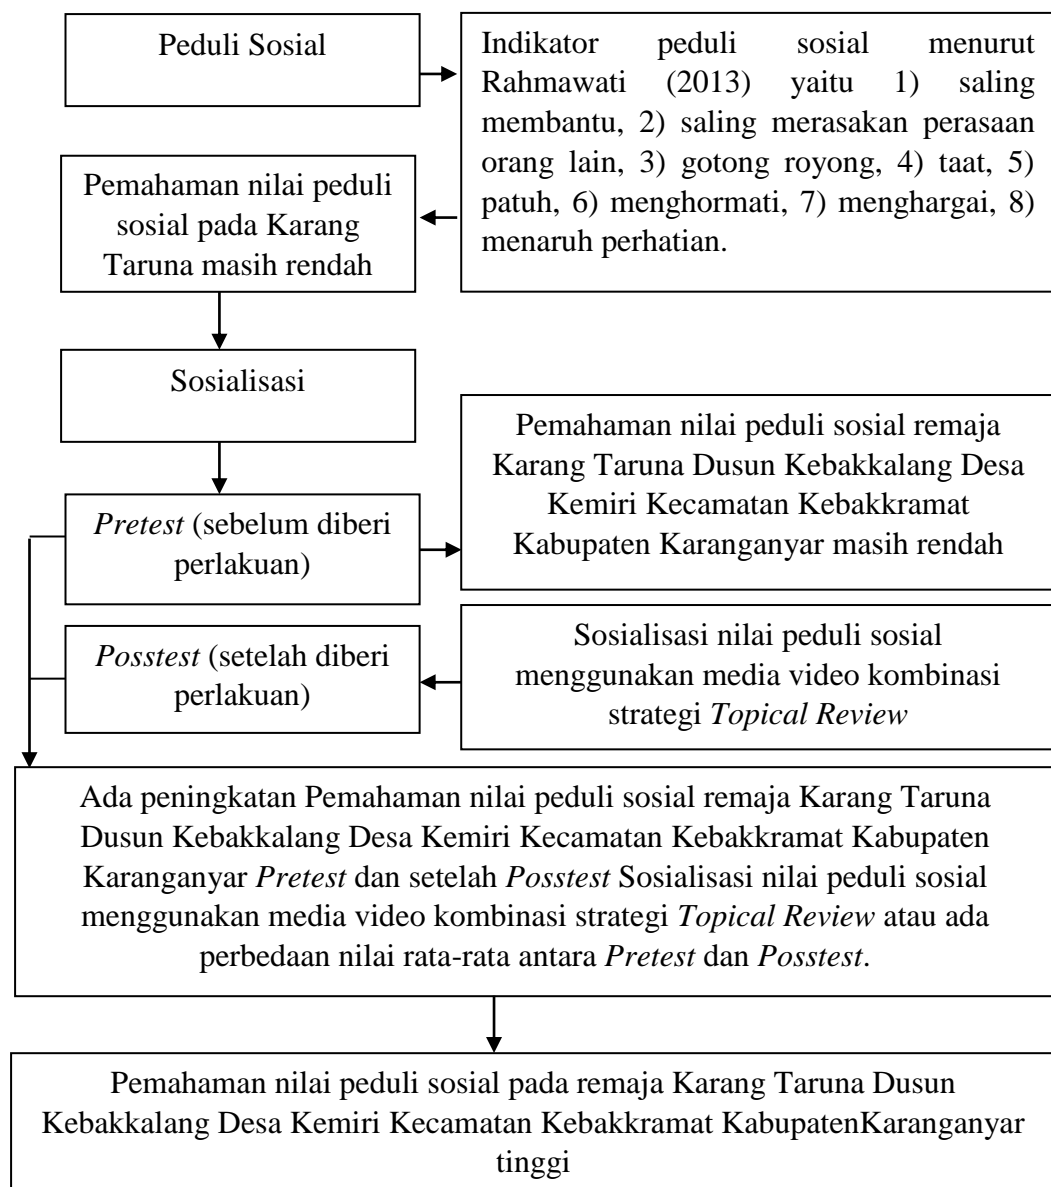 Peduli Sosial
Indikator peduli sosial menurut
Rahmawati (2013) yaitu 1) saling
membantu, 2) saling merasakan perasaan
orang lain, 3) gotong royong, 4) taat, 5)
patuh, 6) menghormati, 7) menghargai, 8)
menaruh perhatian.
Pemahaman nilai peduli
sosial pada Karang
Taruna masih rendah
Sosialisasi
Pretest (sebelum diberi
perlakuan)
Pemahaman nilai peduli sosial remaja
Karang Taruna Dusun Kebakkalang Desa
Kemiri Kecamatan Kebakkramat
Kabupaten Karanganyar masih rendah
Sosialisasi nilai peduli sosial
menggunakan media video kombinasi
strategi Topical Review
Posstest (setelah diberi
perlakuan)
Ada peningkatan Pemahaman nilai peduli sosial remaja Karang Taruna
Dusun Kebakkalang Desa Kemiri Kecamatan Kebakkramat Kabupaten
Karanganyar Pretest dan setelah Posstest Sosialisasi nilai peduli sosial
menggunakan media video kombinasi strategi Topical Review atau ada
perbedaan nilai rata-rata antara Pretest dan Posstest.
Pemahaman nilai peduli sosial pada remaja Karang Taruna Dusun
Kebakkalang Desa Kemiri Kecamatan Kebakkramat KabupatenKaranganyar
tinggi